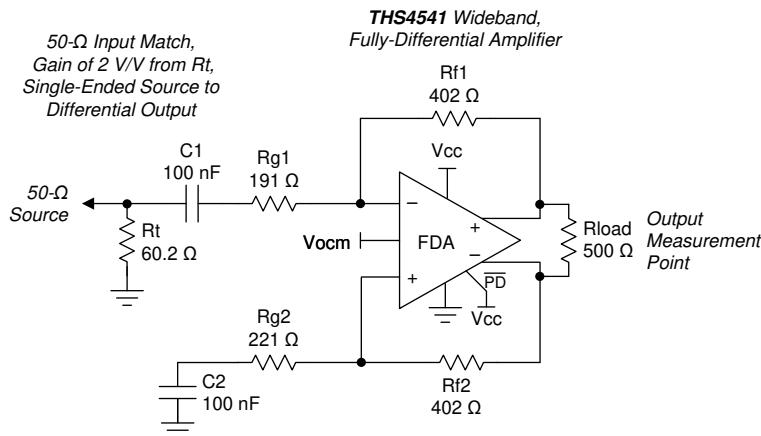 THS4541 Wideband,
Fully-Differential Amplifier
50-Ω Input Match,
Gain of 2 V/V from Rt,
Single-Ended Source to
Differential Output
Rf1
402 Ω
C1
100 nF
Rg1
191 Ω
Vcc
50-Ω
Source
Rt
60.2 Ω
Vocm
−
FDA
+
−
+
PD
Vcc
Rload
500 Ω
Output
Measurement
Point
Rg2
221 Ω
C2
100 nF
Rf2
402 Ω